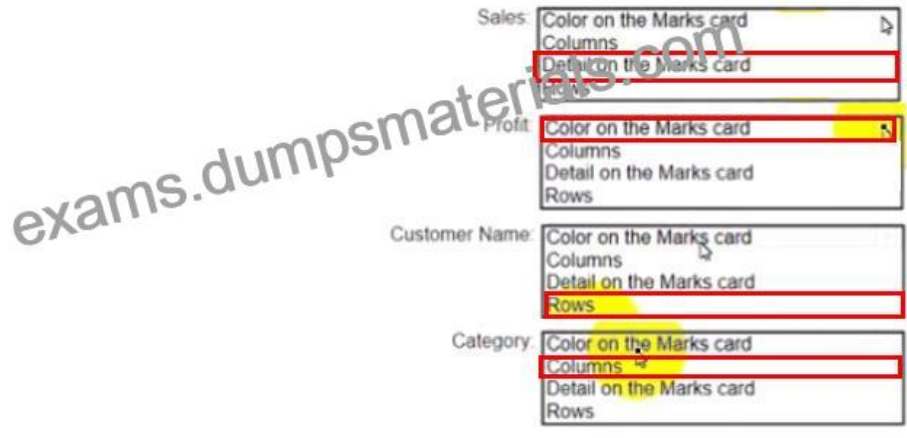 Sales: Color on the Marks card
Columns
Detail on the Marks card
Rows
exams.dumpsmaterials.com
Profit: Color on the Marks card
Columns
Detail on the Marks card
Rows
Customer Name: Color on the Marks card
Columns
Detail on the Marks card
Rows
Category: Color on the Marks card
Columns
Detail on the Marks card
Rows